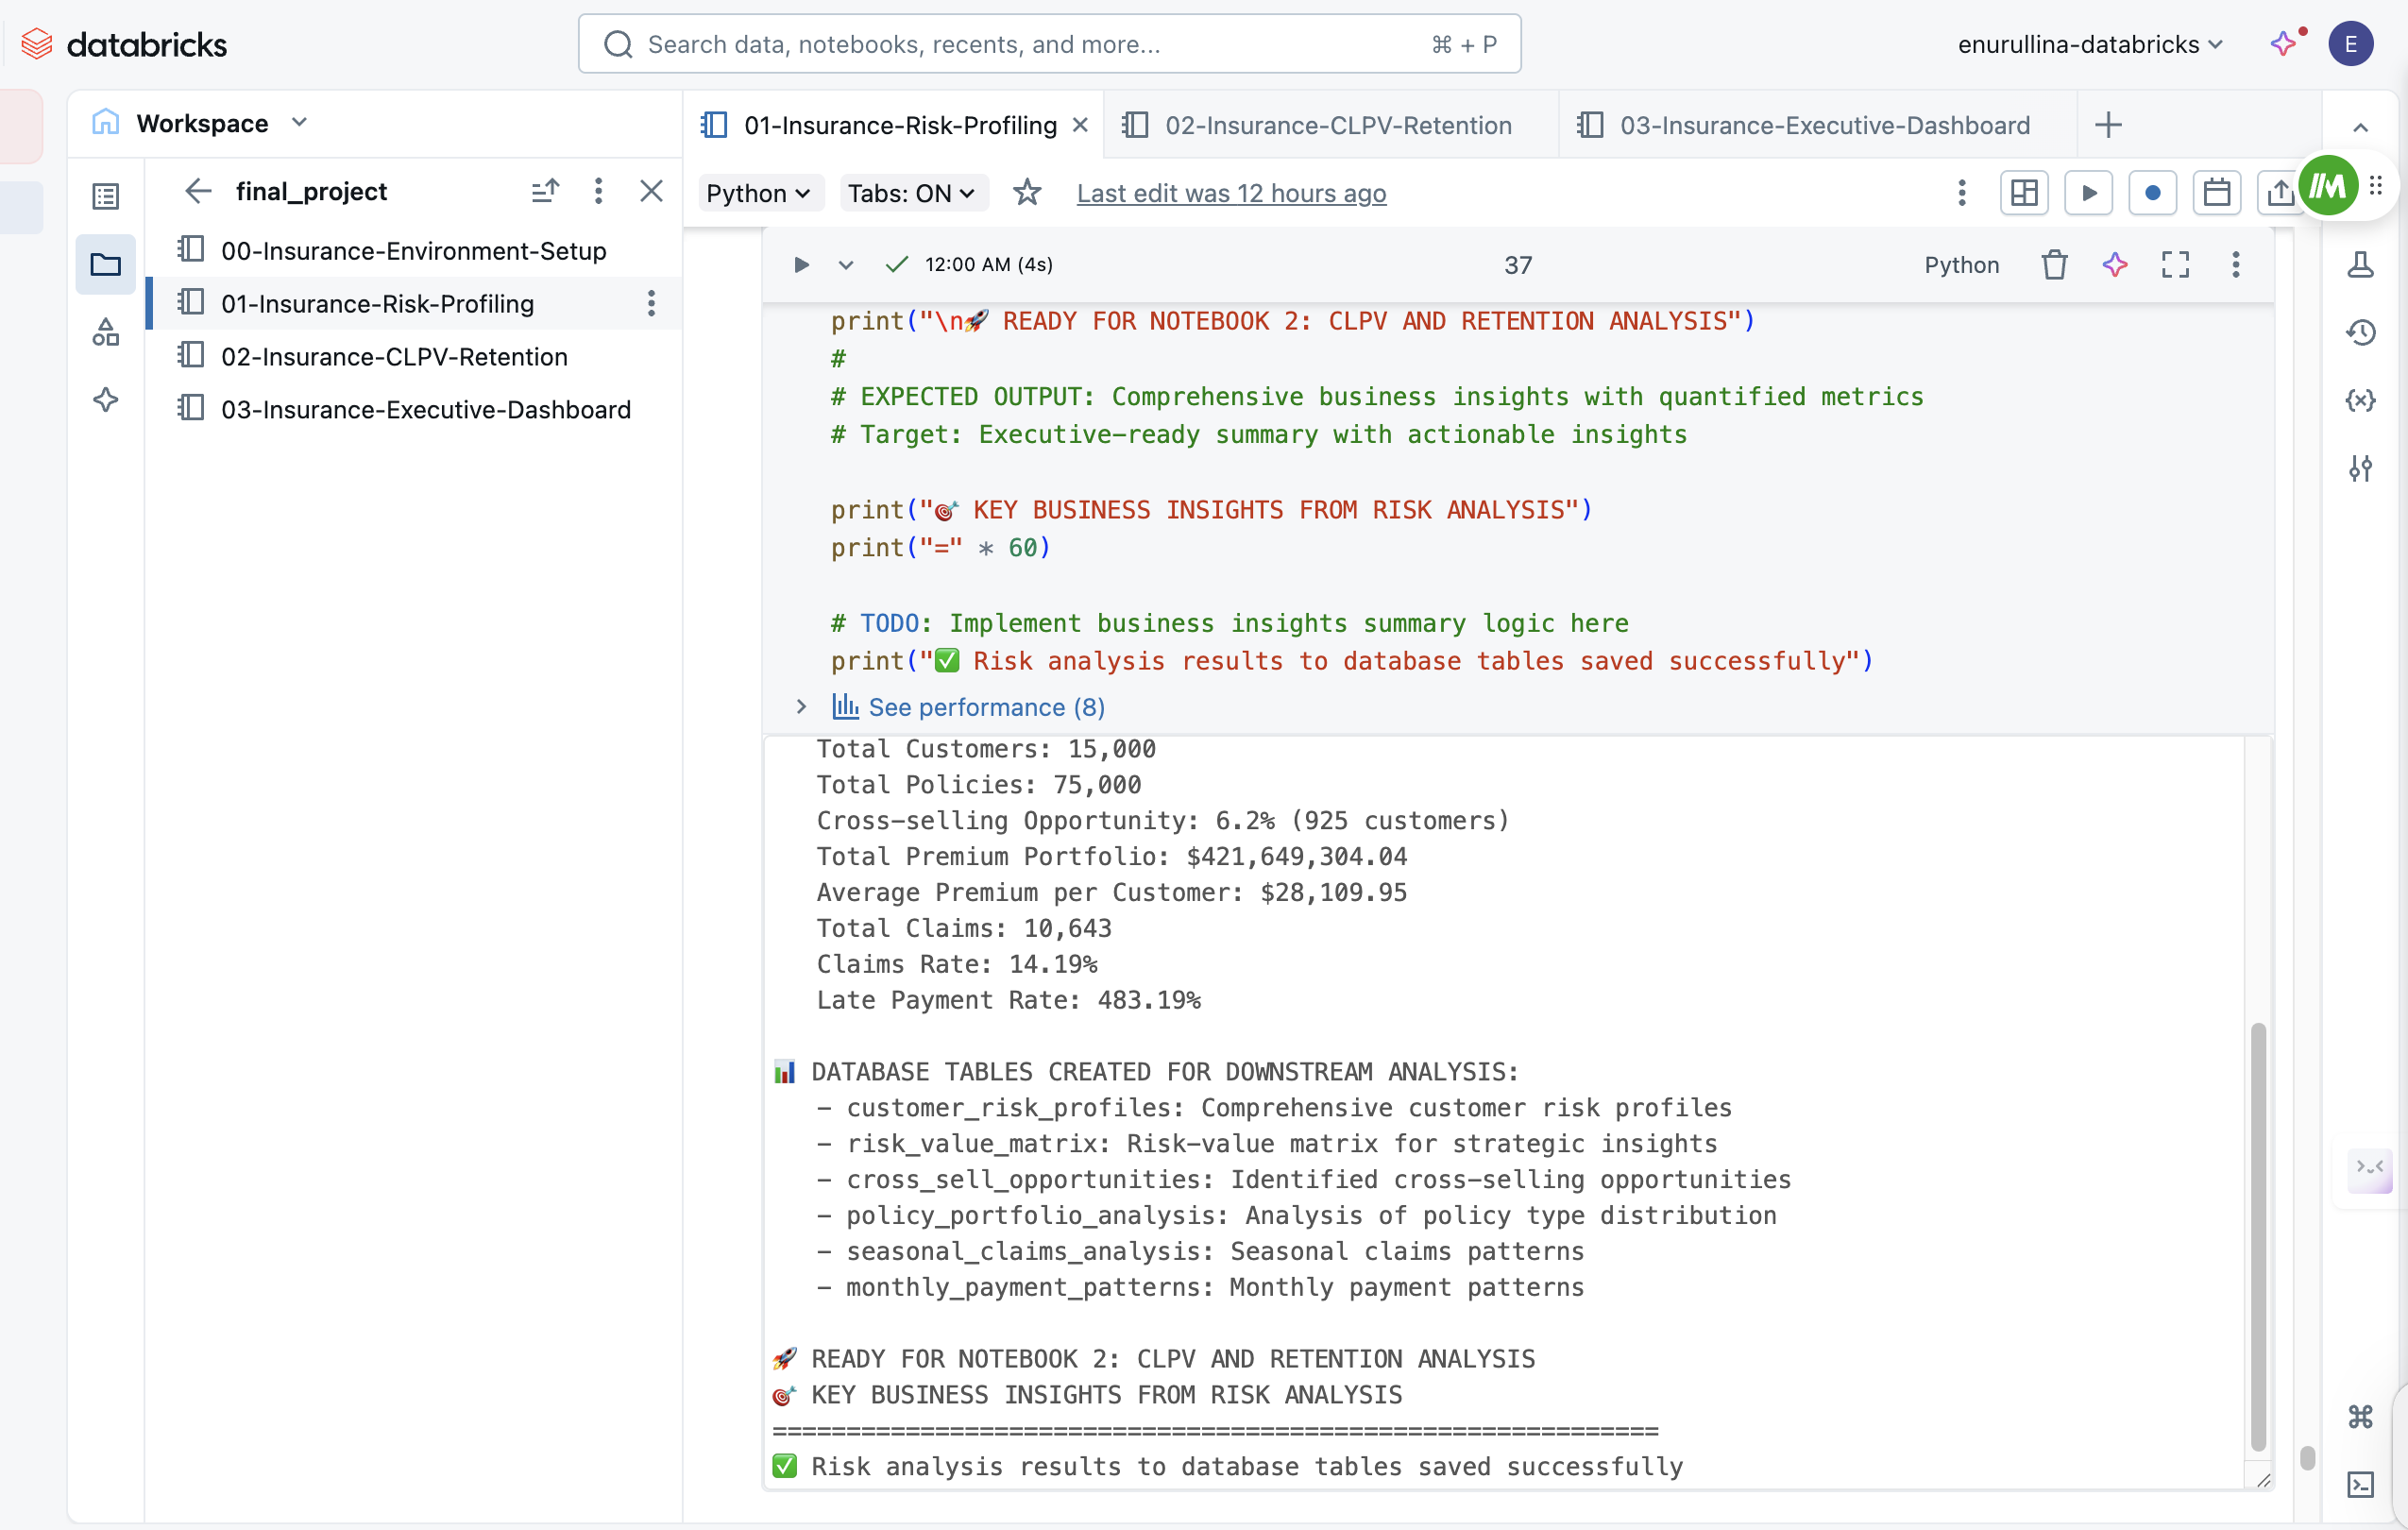 databricks
Search data, notebooks, recents, and more...
⌘ + P
enurullina-databricks
E
Workspace
01-Insurance-Risk-Profiling
02-Insurance-CLPV-Retention
03-Insurance-Executive-Dashboard
final_project
Python
Tabs: ON
Last edit was 12 hours ago
00-Insurance-Environment-Setup
01-Insurance-Risk-Profiling
02-Insurance-CLPV-Retention
03-Insurance-Executive-Dashboard
12:00 AM (4s)
37
Python
print("\n🚀 READY FOR NOTEBOOK 2: CLPV AND RETENTION ANALYSIS")
#
# EXPECTED OUTPUT: Comprehensive business insights with quantified metrics
# Target: Executive-ready summary with actionable insights
print("🎯 KEY BUSINESS INSIGHTS FROM RISK ANALYSIS")
print("=" * 60)
# TODO: Implement business insights summary logic here
print("✅ Risk analysis results to database tables saved successfully")
See performance (8)
Total Customers: 15,000
Total Policies: 75,000
Cross-selling Opportunity: 6.2% (925 customers)
Total Premium Portfolio: $421,649,304.04
Average Premium per Customer: $28,109.95
Total Claims: 10,643
Claims Rate: 14.19%
Late Payment Rate: 483.19%
📊 DATABASE TABLES CREATED FOR DOWNSTREAM ANALYSIS:
- customer_risk_profiles: Comprehensive customer risk profiles
- risk_value_matrix: Risk-value matrix for strategic insights
- cross_sell_opportunities: Identified cross-selling opportunities
- policy_portfolio_analysis: Analysis of policy type distribution
- seasonal_claims_analysis: Seasonal claims patterns
- monthly_payment_patterns: Monthly payment patterns
🚀 READY FOR NOTEBOOK 2: CLPV AND RETENTION ANALYSIS
🎯 KEY BUSINESS INSIGHTS FROM RISK ANALYSIS
============================================================
✅ Risk analysis results to database tables saved successfully